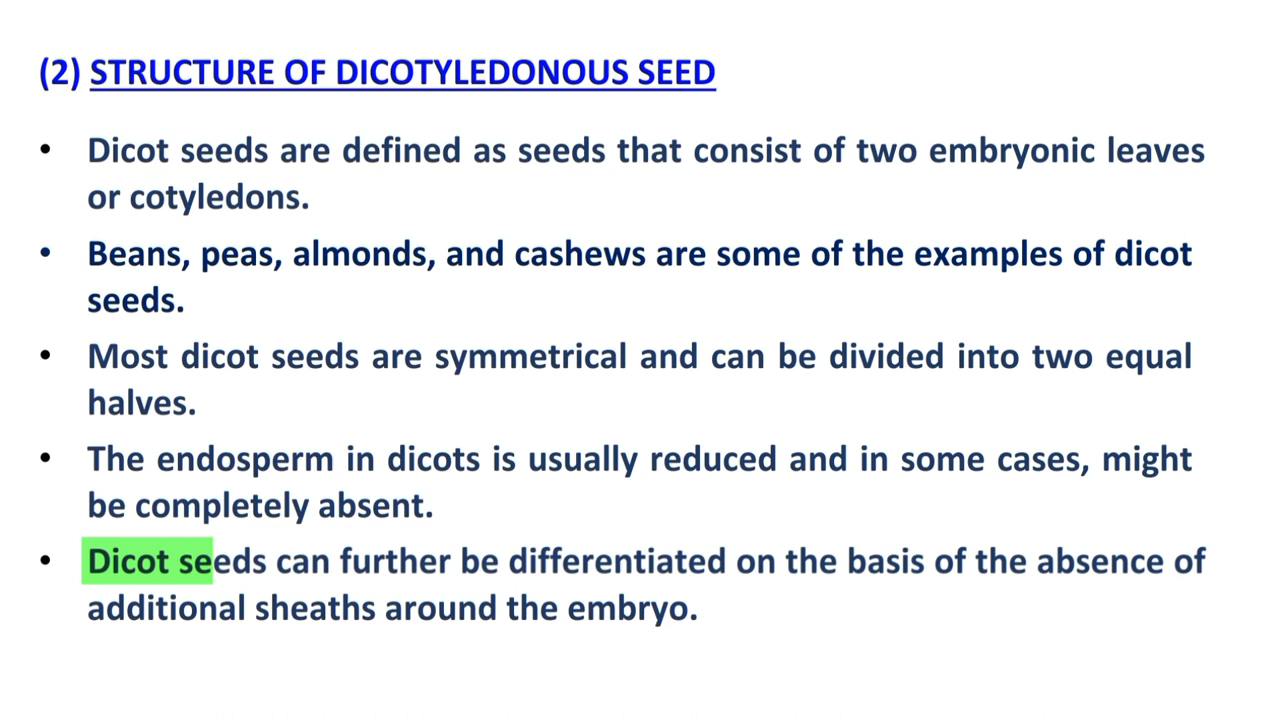 (2) STRUCTURE OF DICOTYLEDONOUS SEED
• Dicot seeds are defined as seeds that consist of two embryonic leaves
or cotyledons.
• Beans, peas, almonds, and cashews are some of the examples of dicot
seeds.
• Most dicot seeds are symmetrical and can be divided into two equal
halves.
• The endosperm in dicots is usually reduced and in some cases, might
be completely absent.
• Dicot seeds can further be differentiated on the basis of the absence of
additional sheaths around the embryo.